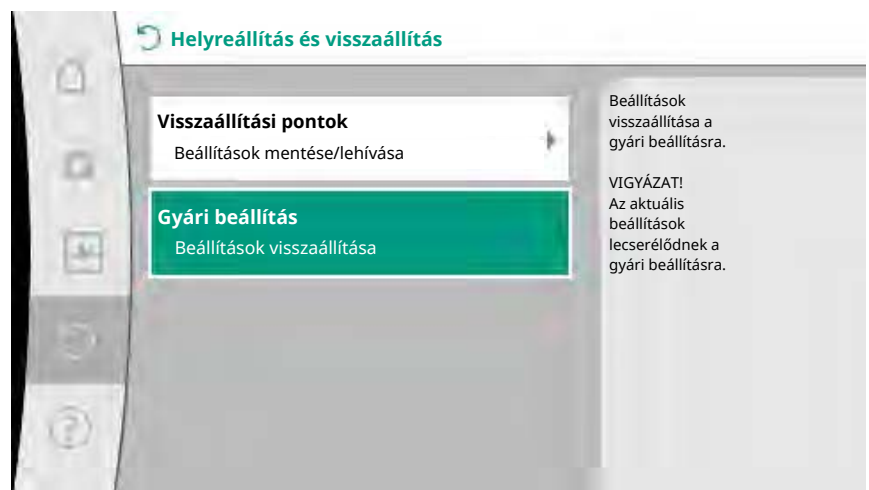 Helyreállítás és visszaállítás
Visszaállítási pontok
Beállítások mentése/lehívása
Gyári beállítás
Beállítások visszaállítása
Beállítások
visszaállítása a
gyári beállításra.
VIGYÁZAT!
Az aktuális
beállítások
lecserélődnek a
gyári beállításra.